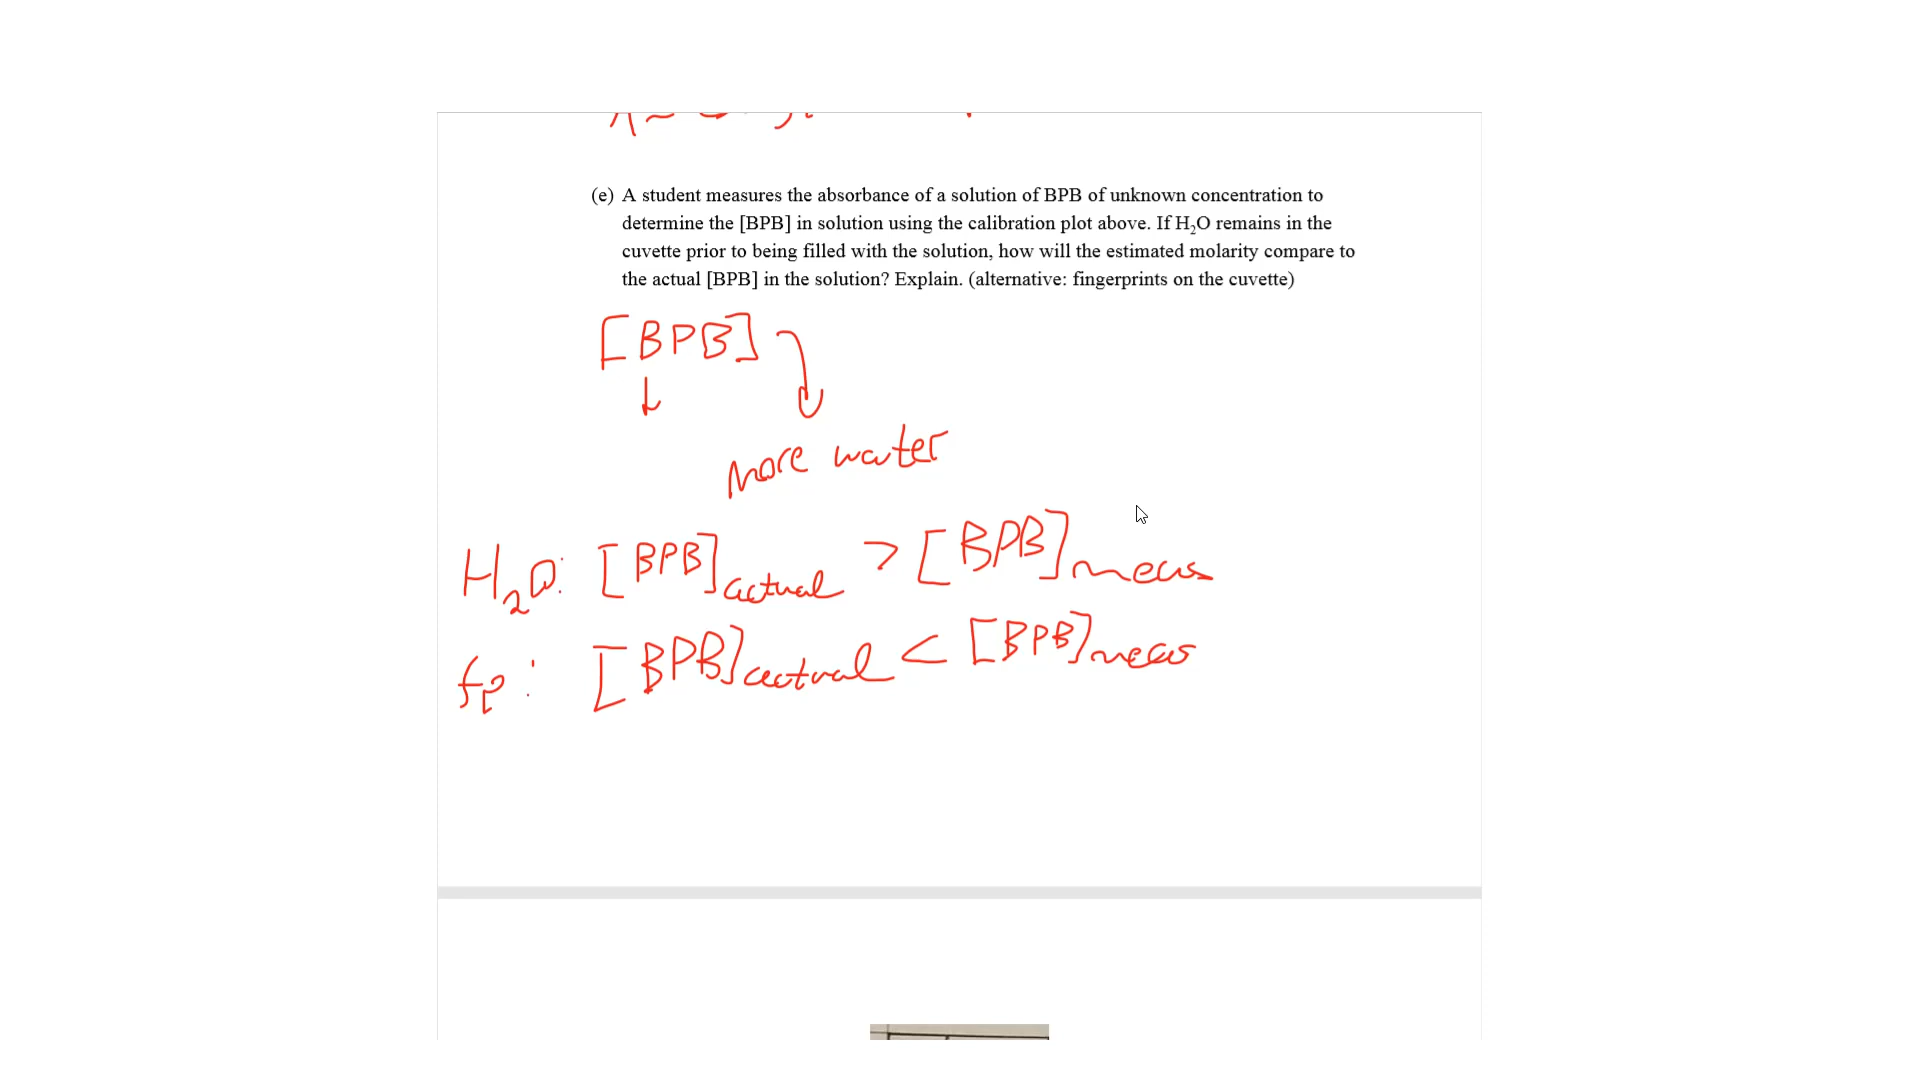 (e) A student measures the absorbance of a solution of BPB of unknown concentration to
determine the [BPB] in solution using the calibration plot above. If H₂O remains in the
cuvette prior to being filled with the solution, how will the estimated molarity compare to
the actual [BPB] in the solution? Explain. (alternative: fingerprints on the cuvette)
[BPB]
↓
more water
H₂O: [BPB]actual > [BPB]meas
fp: [BPB]actual < [BPB]meas